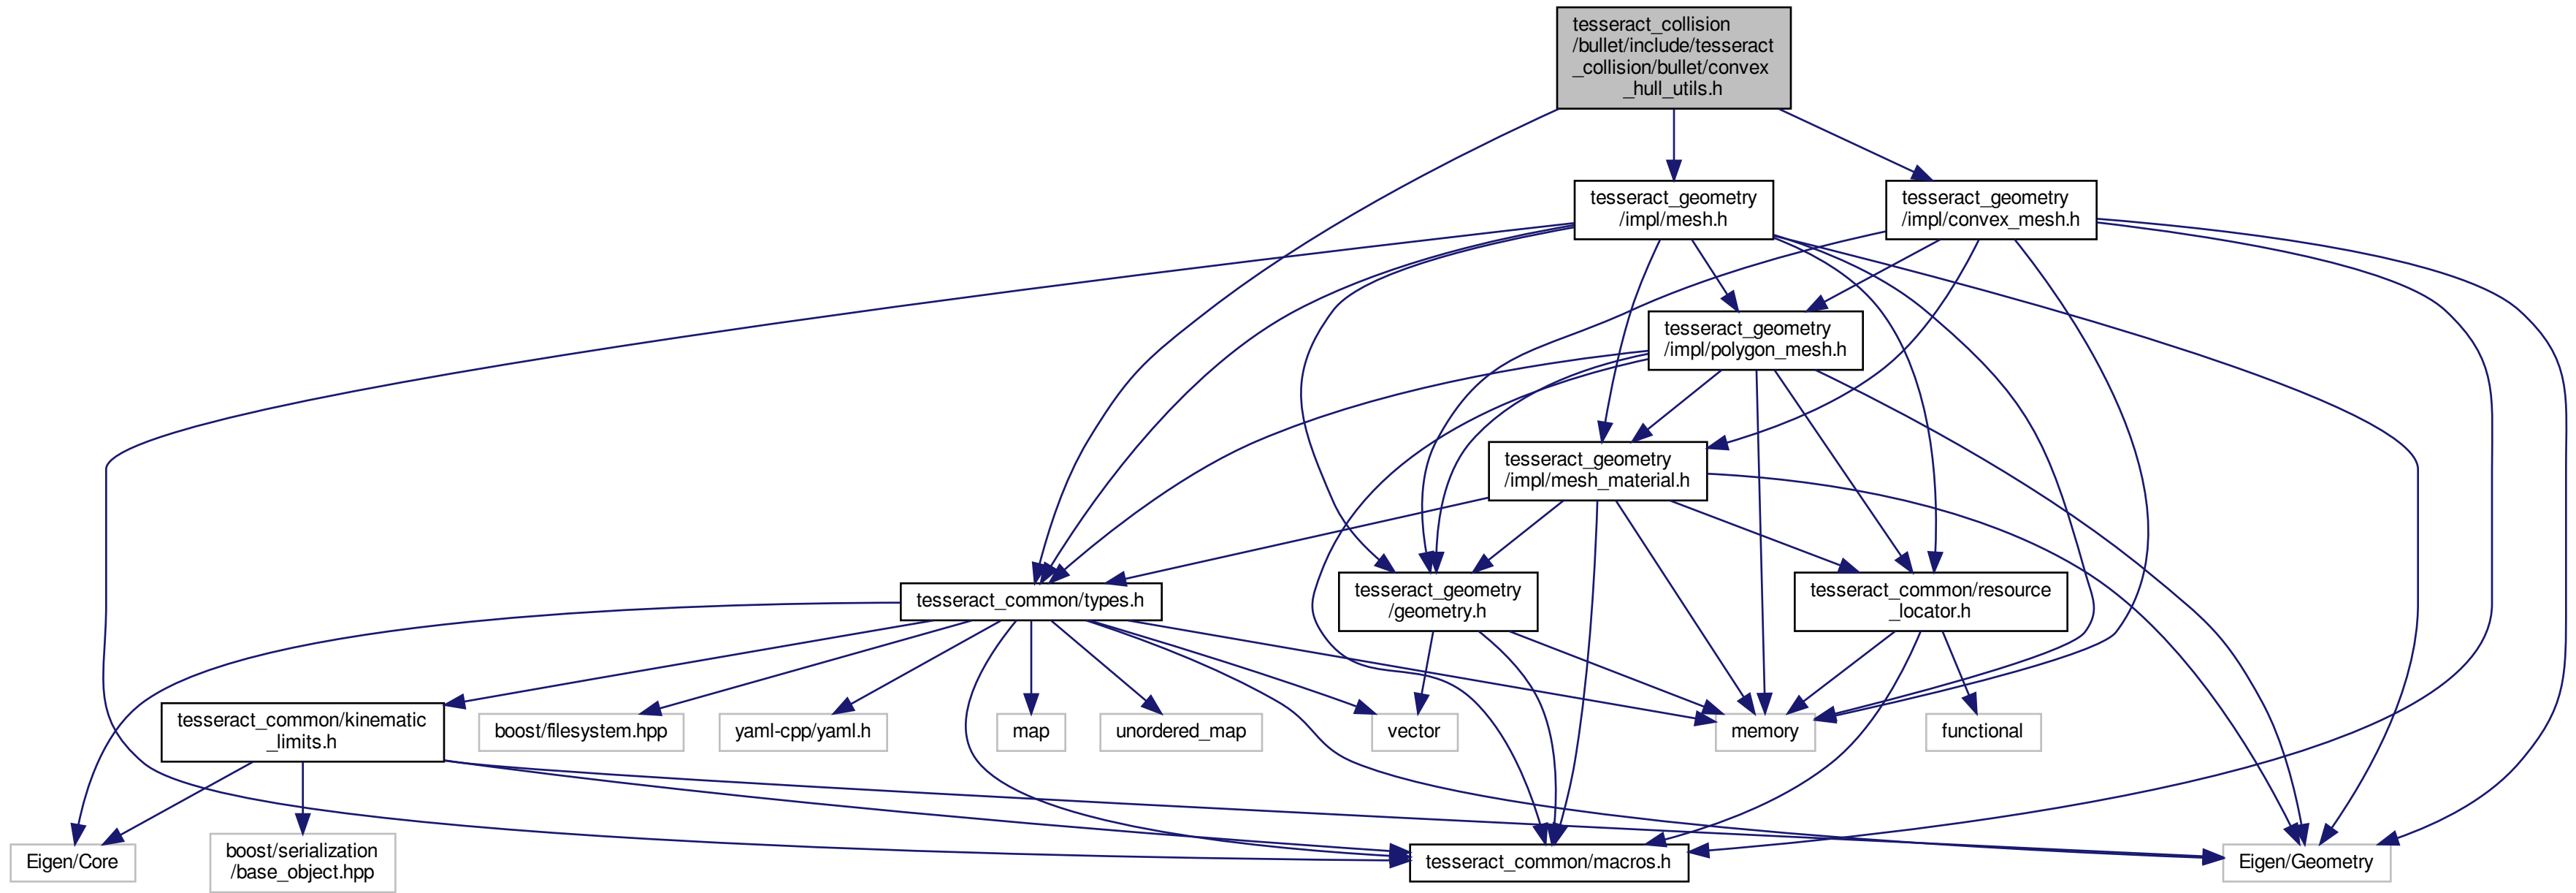 tesseract_collision
/bullet/include/tesseract
_collision/bullet/convex
_hull_utils.h
tesseract_geometry
/impl/mesh.h
tesseract_geometry
/impl/convex_mesh.h
tesseract_geometry
/impl/polygon_mesh.h
tesseract_geometry
/impl/mesh_material.h
tesseract_common/types.h
tesseract_geometry
/geometry.h
tesseract_common/resource
_locator.h
tesseract_common/kinematic
_limits.h
boost/filesystem.hpp
yaml-cpp/yaml.h
map
unordered_map
vector
memory
functional
Eigen/Core
boost/serialization
/base_object.hpp
tesseract_common/macros.h
Eigen/Geometry